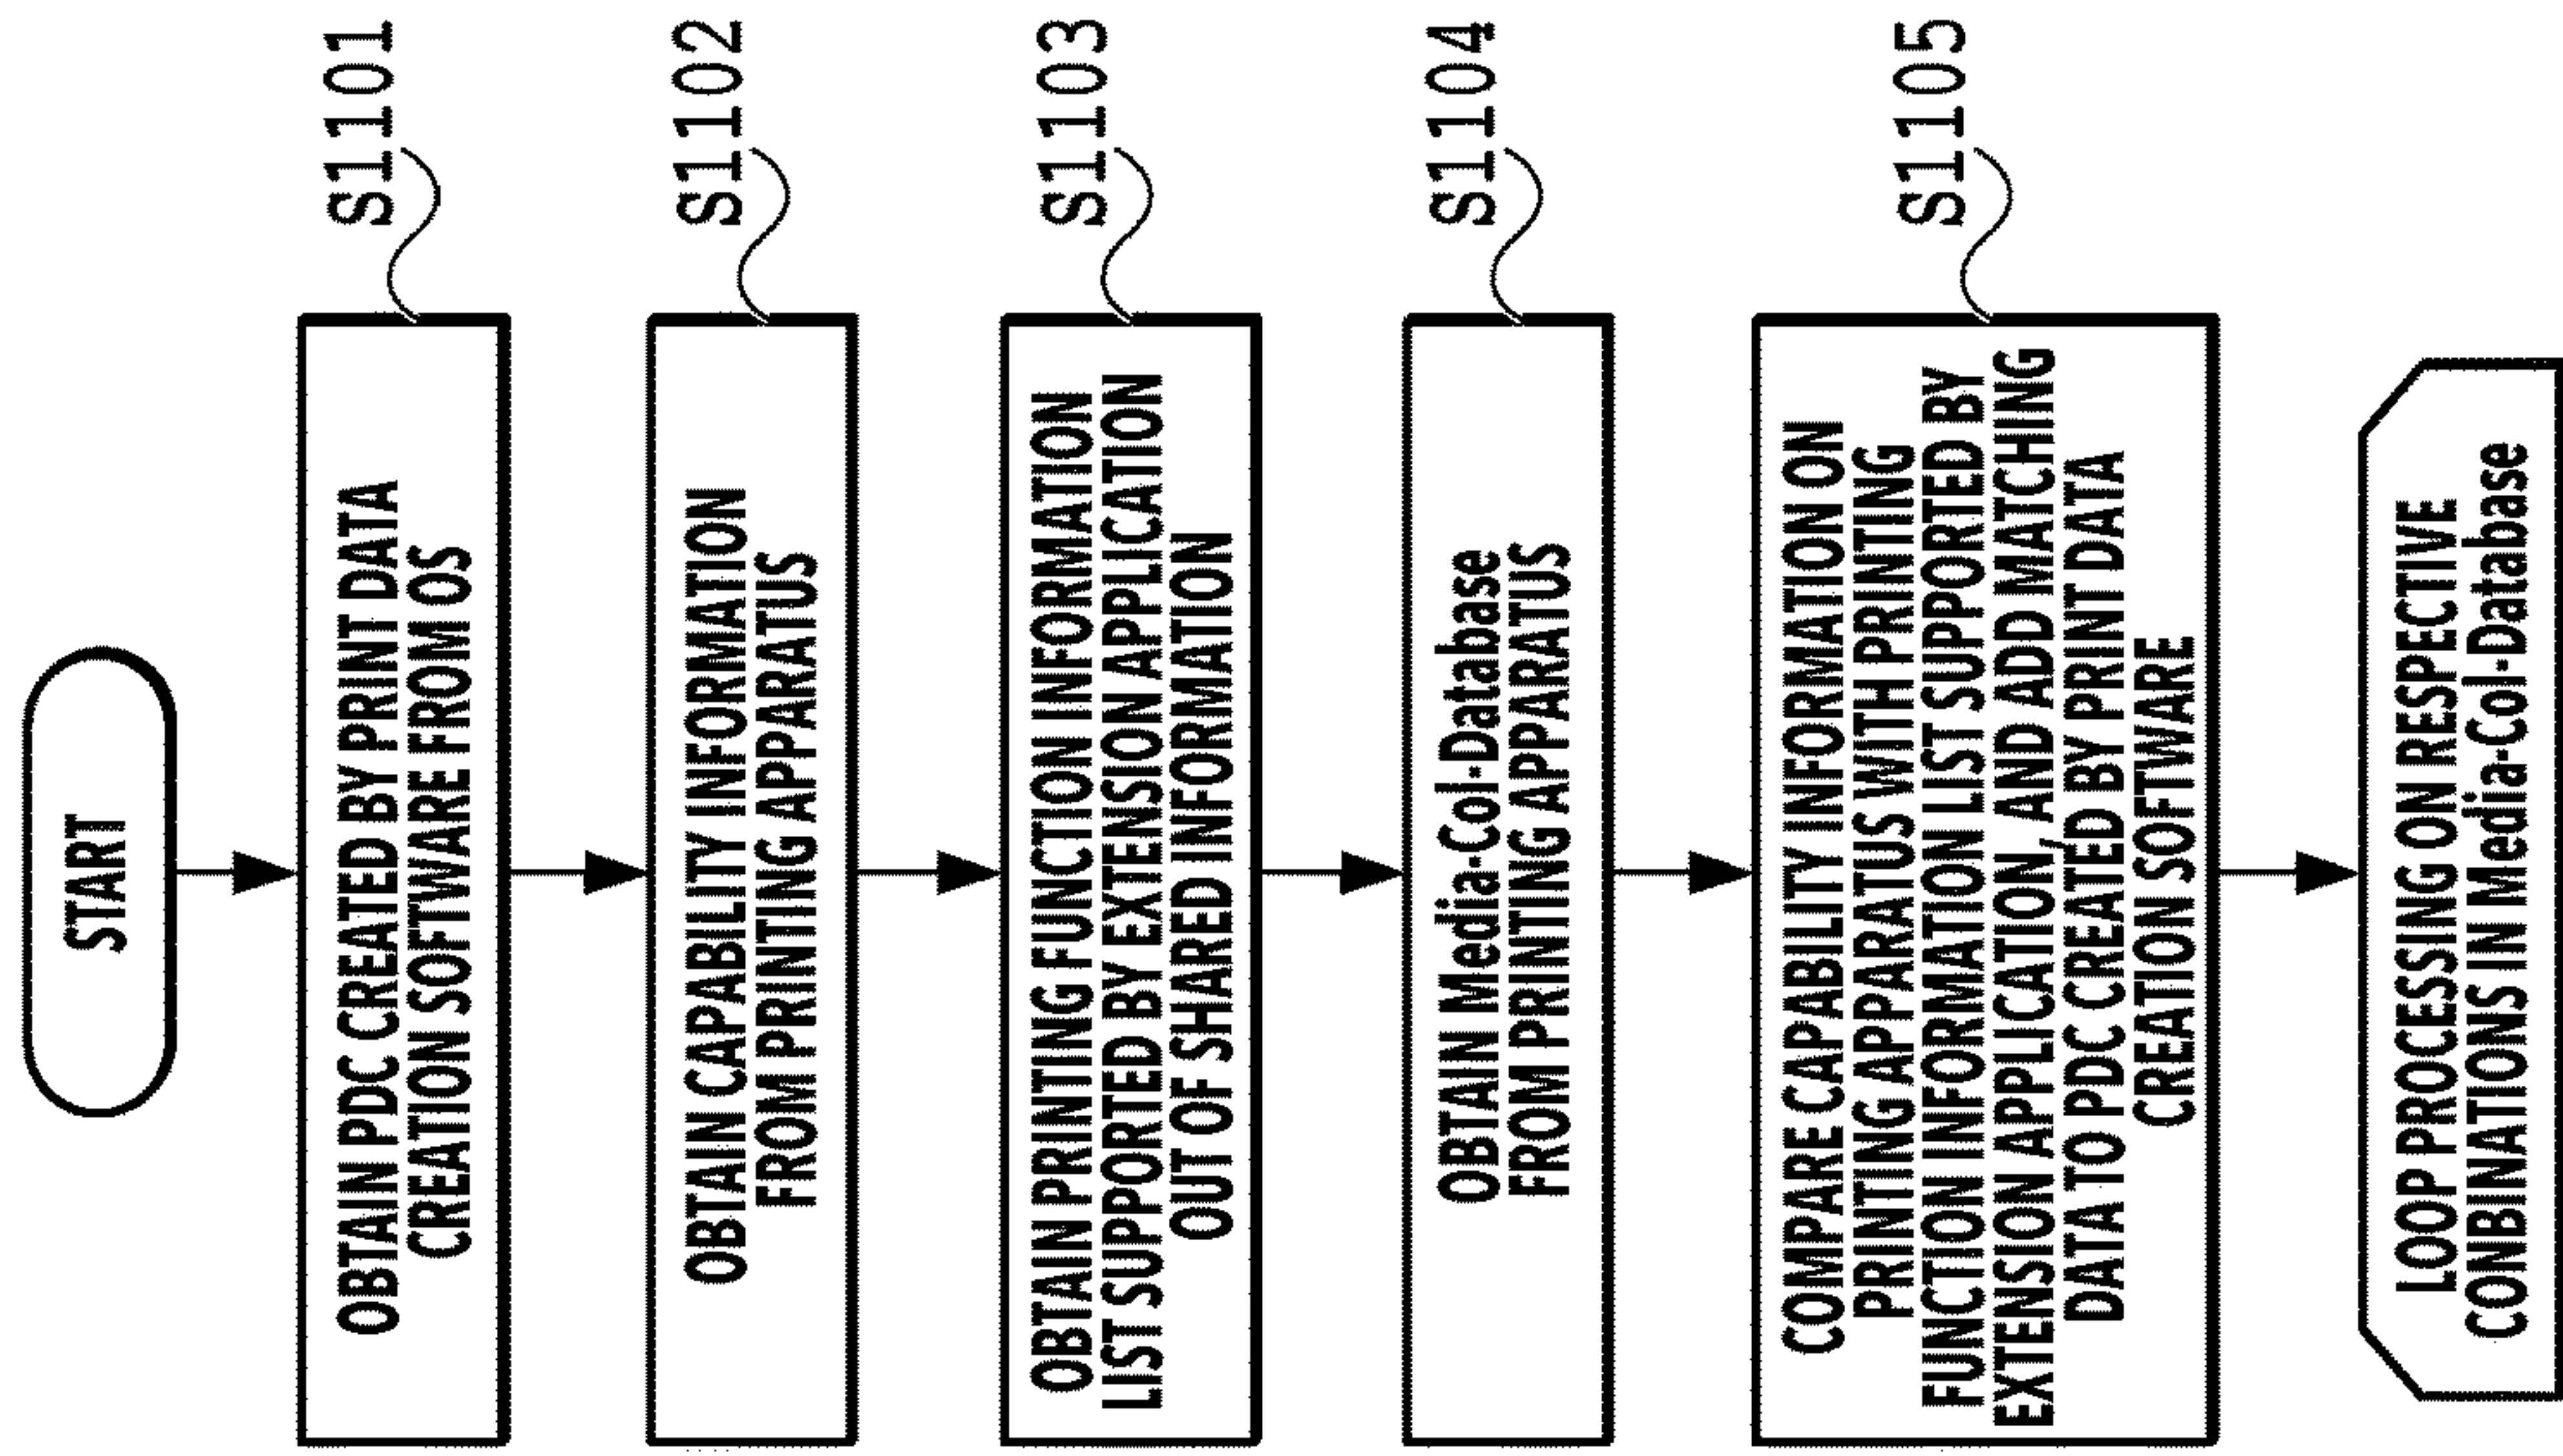 START
S1101
OBTAIN PDC CREATED BY PRINT DATA
CREATION SOFTWARE FROM OS
S1102
OBTAIN CAPABILITY INFORMATION
FROM PRINTING APPARATUS
S1103
OBTAIN PRINTING FUNCTION INFORMATION
LIST SUPPORTED BY EXTENSION APPLICATION
OUT OF SHARED INFORMATION
S1104
OBTAIN Media-Col-Database
FROM PRINTING APPARATUS
S1105
COMPARE CAPABILITY INFORMATION ON
PRINTING APPARATUS WITH PRINTING
FUNCTION INFORMATION LIST SUPPORTED BY
EXTENSION APPLICATION, AND ADD MATCHING
DATA TO PDC CREATED BY PRINT DATA
CREATION SOFTWARE
LOOP PROCESSING ON RESPECTIVE
CONBINATIONS IN Media-Col-Database